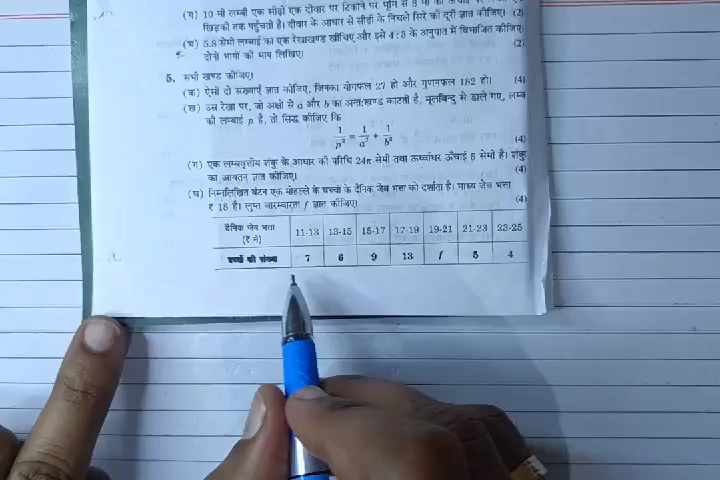 (ग) 10 मी लम्बी एक सीढ़ी एक दीवार पर टिकाने पर भूमि से 8 मी की ऊँचाई पर
खिड़की तक पहुँचती है। दीवार के आधार से सीढ़ी के निचले सिरे की दूरी ज्ञात कीजिए। (2)
(घ) 5.8 सेमी लम्बाई का एक रेखाखण्ड खींचिए और इसे 4 : 3 के अनुपात में विभाजित कीजिए
दोनों भागों की माप लिखिए। (2)
5. सभी खण्ड कीजिए।
(क) ऐसी दो संख्याएँ ज्ञात कीजिए, जिनका योगफल 27 हो और गुणनफल 182 हो। (4)
(ख) उस रेखा पर, जो अक्षों से a और b का अन्त:खण्ड काटती है, मूलबिन्दु से डाले गए, लम्ब
की लम्बाई p है, तो सिद्ध कीजिए कि
1/p² = 1/a² + 1/b² (4)
(ग) एक लम्बवृत्तीय शंकु के आधार की परिधि 24π सेमी तथा ऊर्ध्वाधर ऊँचाई 5 सेमी है। शंकु
का आयतन ज्ञात कीजिए। (4)
(घ) निम्नलिखित बंटन एक मोहल्ले के बच्चों के दैनिक जेब भत्ता को दर्शाता है। माध्य जेब भत्ता
₹ 18 है। लुप्त बारम्बारता f ज्ञात कीजिए। (4)
दैनिक जेब भत्ता (₹ में) 11-13 13-15 15-17 17-19 19-21 21-23 23-25
बच्चों की संख्या 7 6 9 13 f 5 4